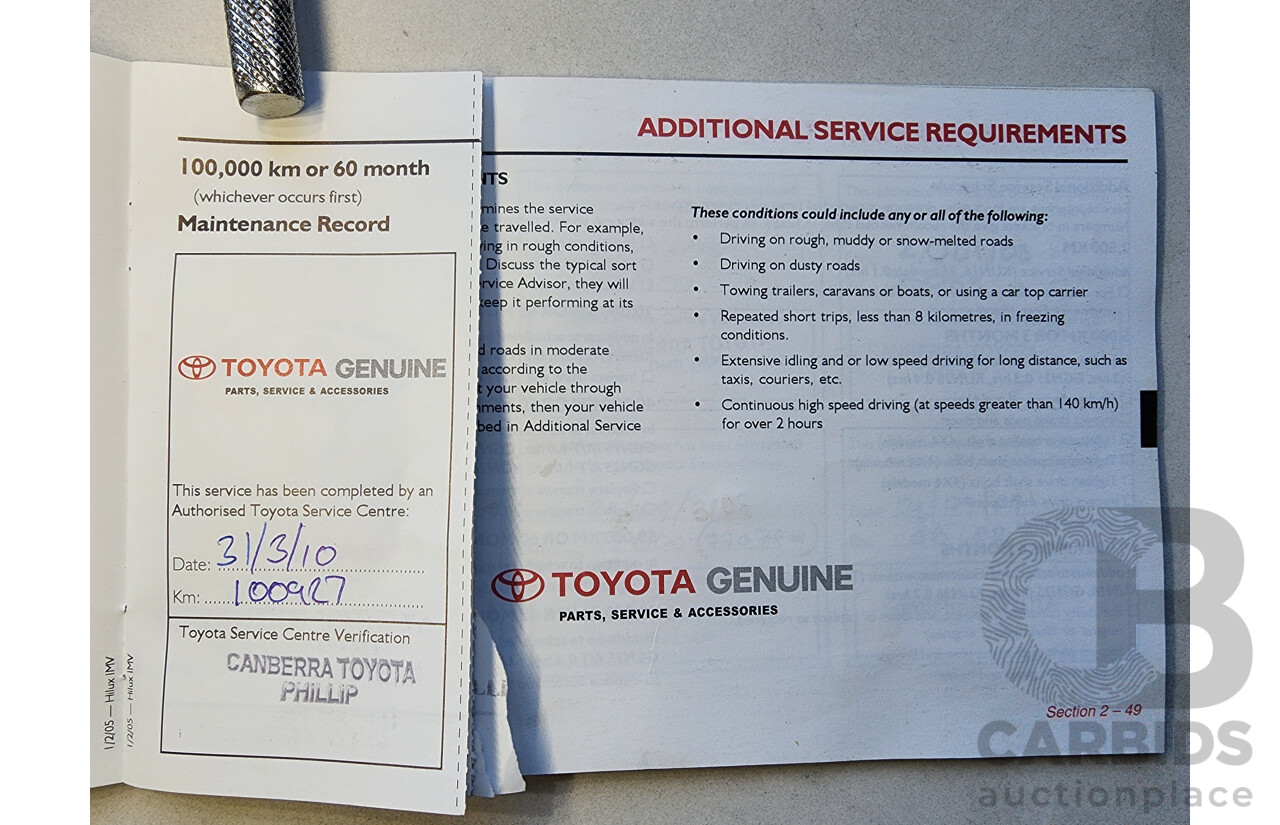 100,000 km or 60 month
(whichever occurs first)
Maintenance Record
TOYOTA GENUINE
PARTS, SERVICE & ACCESSORIES
This service has been completed by an
Authorised Toyota Service Centre:
Date: 31/3/10
Km: 100927
Toyota Service Centre Verification
CANBERRA TOYOTA
PHILLIP
1/2/05 — Hilux IMV
1/2/05 — Hilux IMV
ADDITIONAL SERVICE REQUIREMENTS
NTS
mines the service
travelled. For example,
ing in rough conditions,
Discuss the typical sort
rvice Advisor, they will
keep it performing at its
d roads in moderate
according to the
t your vehicle through
ments, then your vehicle
bed in Additional Service
These conditions could include any or all of the following:
• Driving on rough, muddy or snow-melted roads
• Driving on dusty roads
• Towing trailers, caravans or boats, or using a car top carrier
• Repeated short trips, less than 8 kilometres, in freezing
conditions.
• Extensive idling and or low speed driving for long distance, such as
taxis, couriers, etc.
• Continuous high speed driving (at speeds greater than 140 km/h)
for over 2 hours
TOYOTA GENUINE
PARTS, SERVICE & ACCESSORIES
Section 2 – 49
CB
CARBIDS
auctionplace